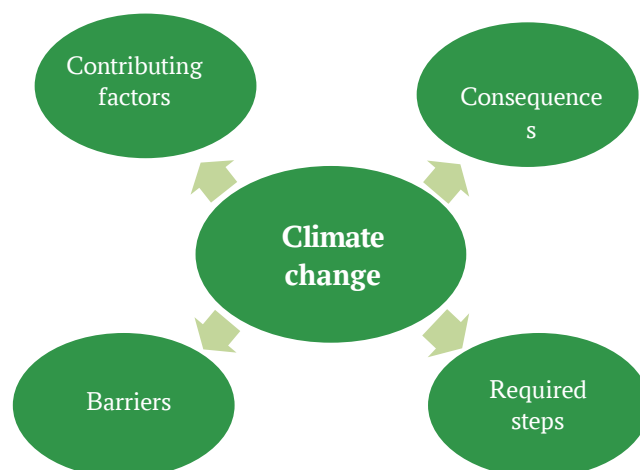 Contributing
factors
Consequence
s
Climate
change
Barriers
Required
steps